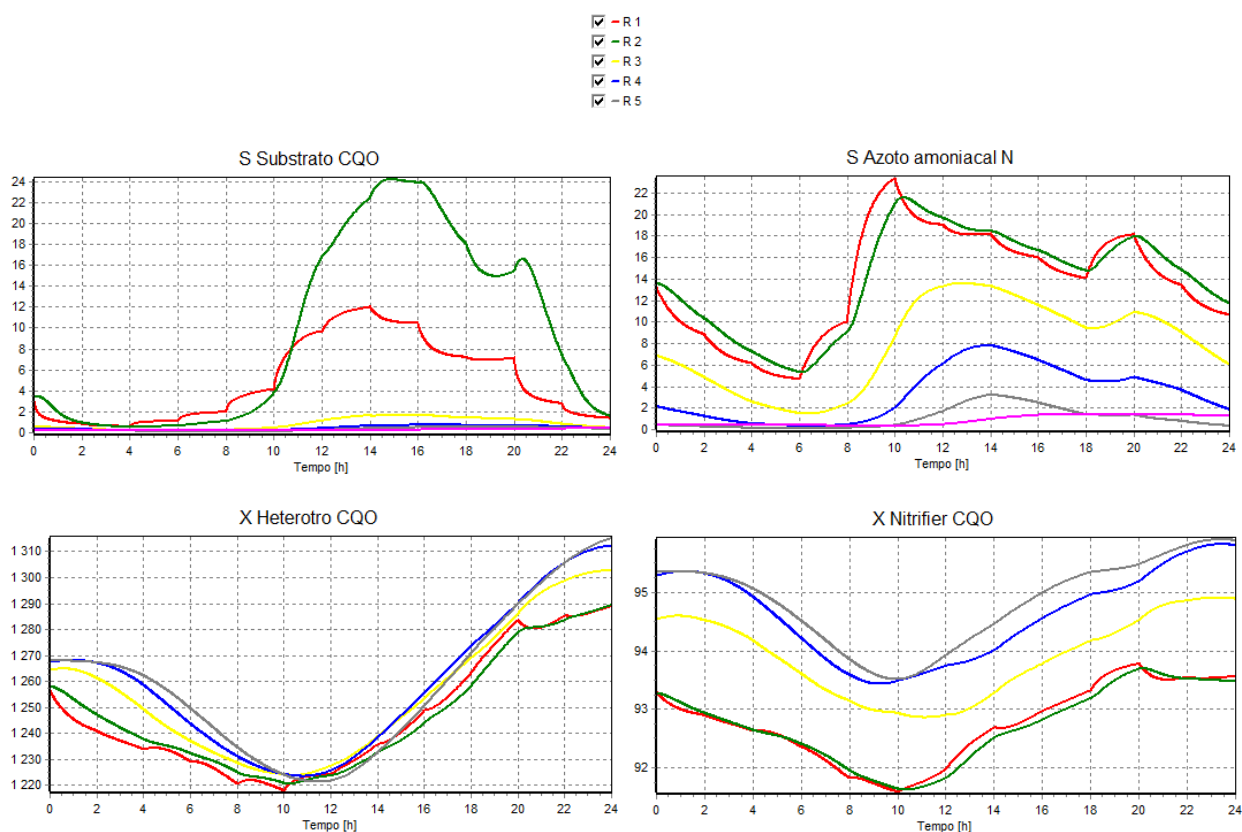 R 1
R 2
R 3
R 4
R 5
S Substrato CQO
24
22
20
18
16
14
12
10
8
6
4
2
0
0 2 4 6 8 10 12 14 16 18 20 22 24
Tempo [h]
S Azoto amoniacal N
22
20
18
16
14
12
10
8
6
4
2
0
0 2 4 6 8 10 12 14 16 18 20 22 24
Tempo [h]
X Heterotro CQO
1 310
1 300
1 290
1 280
1 270
1 260
1 250
1 240
1 230
1 220
0 2 4 6 8 10 12 14 16 18 20 22 24
Tempo [h]
X Nitrifier CQO
95
94
93
92
0 2 4 6 8 10 12 14 16 18 20 22 24
Tempo [h]